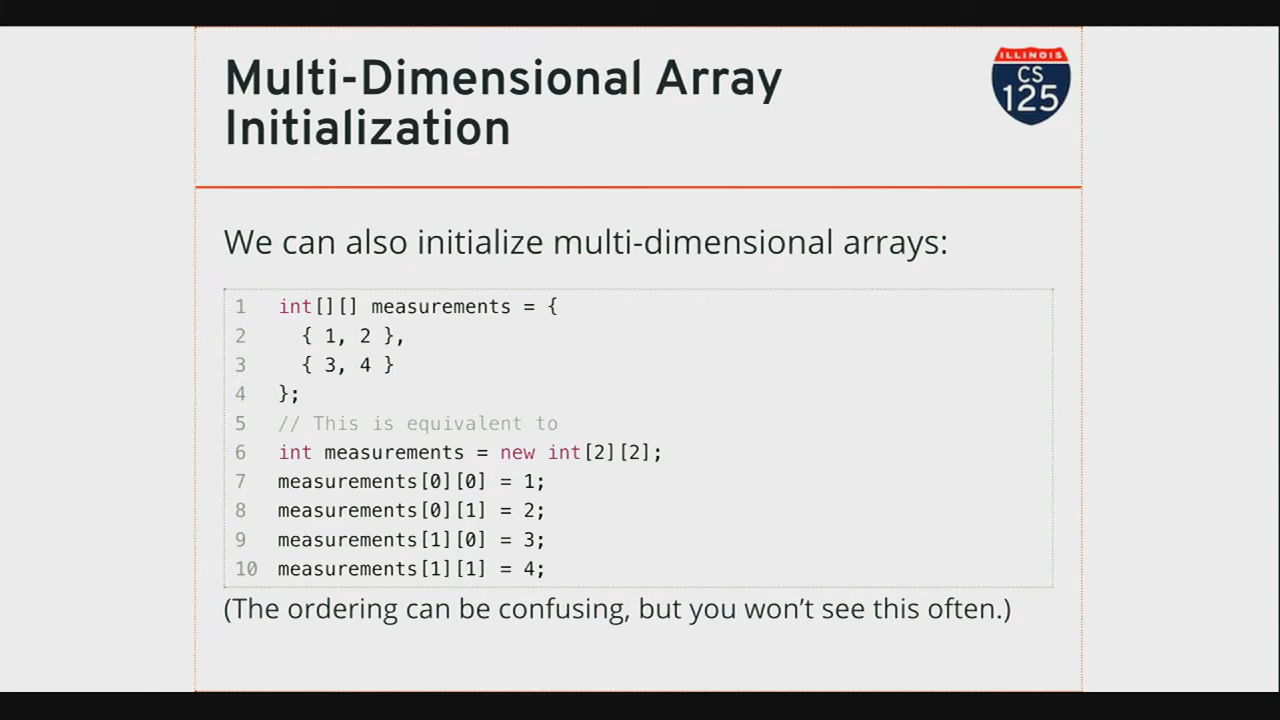 Multi-Dimensional Array
Initialization
ILLINOIS
CS
125
We can also initialize multi-dimensional arrays:
1 int[][] measurements = {
2 { 1, 2 },
3 { 3, 4 }
4 };
5 // This is equivalent to
6 int measurements = new int[2][2];
7 measurements[0][0] = 1;
8 measurements[0][1] = 2;
9 measurements[1][0] = 3;
10 measurements[1][1] = 4;
(The ordering can be confusing, but you won't see this often.)